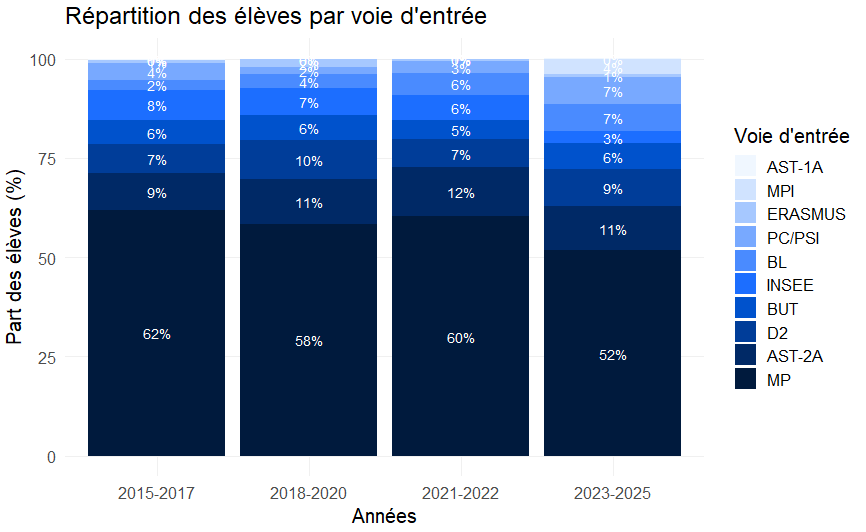 Répartition des élèves par voie d'entrée
Part des élèves (%)
100
75
50
25
0
4%
2%
8%
6%
7%
9%
62%
2%
4%
7%
6%
10%
11%
58%
3%
6%
6%
5%
7%
12%
60%
1%
7%
7%
3%
6%
9%
11%
52%
2015-2017
2018-2020
2021-2022
2023-2025
Années
Voie d'entrée
AST-1A
MPI
ERASMUS
PC/PSI
BL
INSEE
BUT
D2
AST-2A
MP